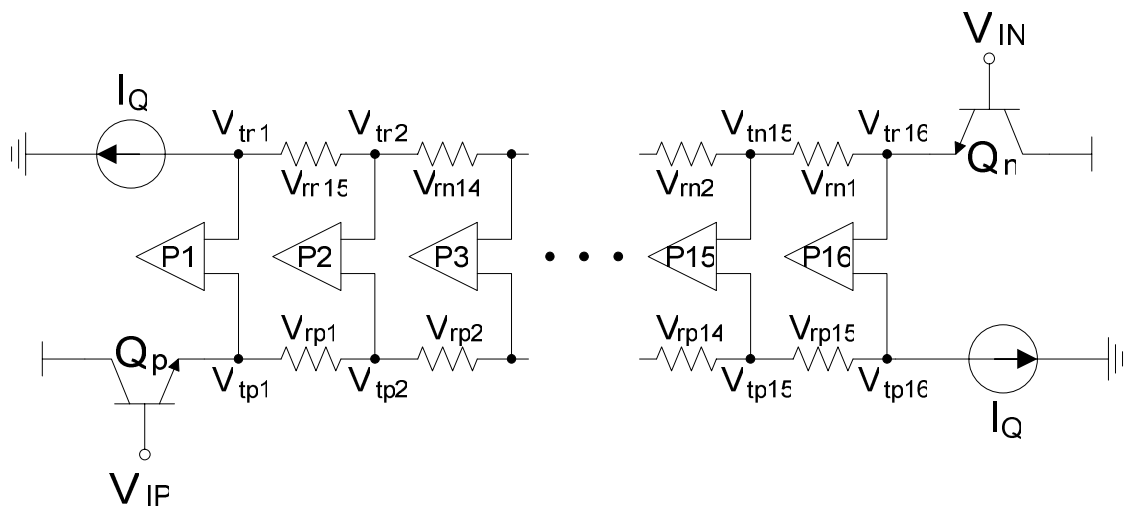 V_IN
I_Q
V_tr1 V_tr2 V_tn15 V_tr16
Q_n
V_rr15 V_rn14 V_rn2 V_rn1
P1 P2 P3 • • • P15 P16
V_rp1 V_rp2 V_rp14 V_rp15
Q_p
V_tp1 V_tp2 V_tp15 V_tp16
I_Q
V_IP